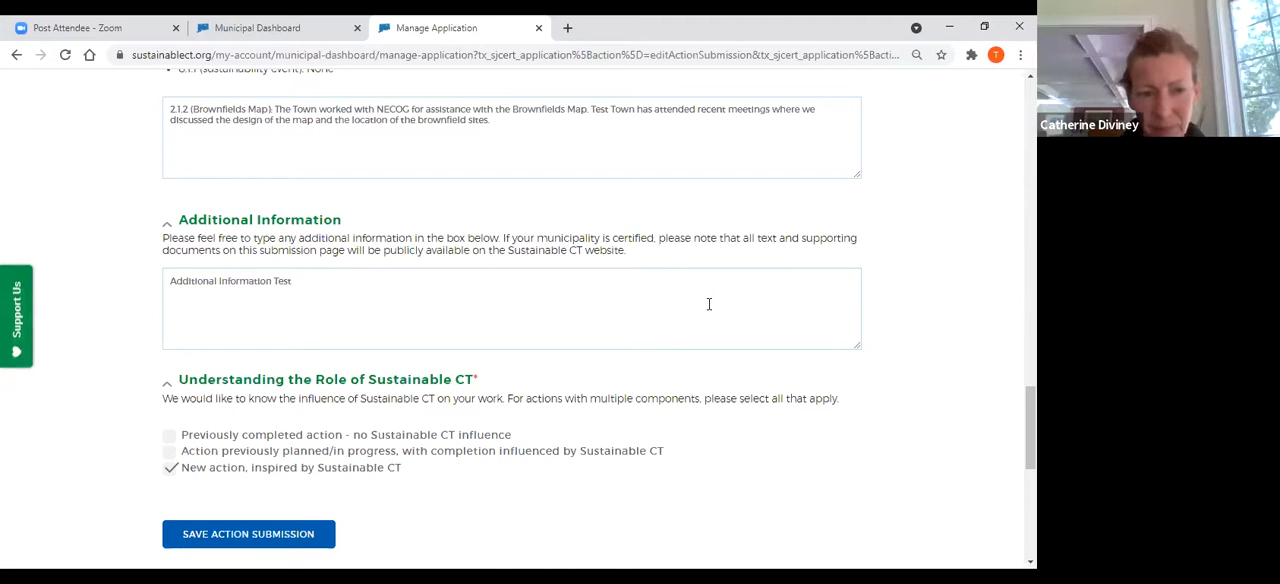 Post Attendee - Zoom
Municipal Dashboard
Manage Application
sustainablect.org/my-account/municipal-dashboard/manage-application?tx_sjcert_application%5Baction%5D=editActionSubmission&tx_sjcert_application%5Bacti...
T
(sustainability event): None
2.1.2 (Brownfields Map): The Town worked with NECOG for assistance with the Brownfields Map. Test Town has attended recent meetings where we
discussed the design of the map and the location of the brownfield sites.
Additional Information
Please feel free to type any additional information in the box below. If your municipality is certified, please note that all text and supporting
documents on this submission page will be publicly available on the Sustainable CT website.
Additional Information Test
Understanding the Role of Sustainable CT*
We would like to know the influence of Sustainable CT on your work. For actions with multiple components, please select all that apply.
Previously completed action - no Sustainable CT influence
Action previously planned/in progress, with completion influenced by Sustainable CT
New action, inspired by Sustainable CT
SAVE ACTION SUBMISSION
Support Us
Catherine Diviney